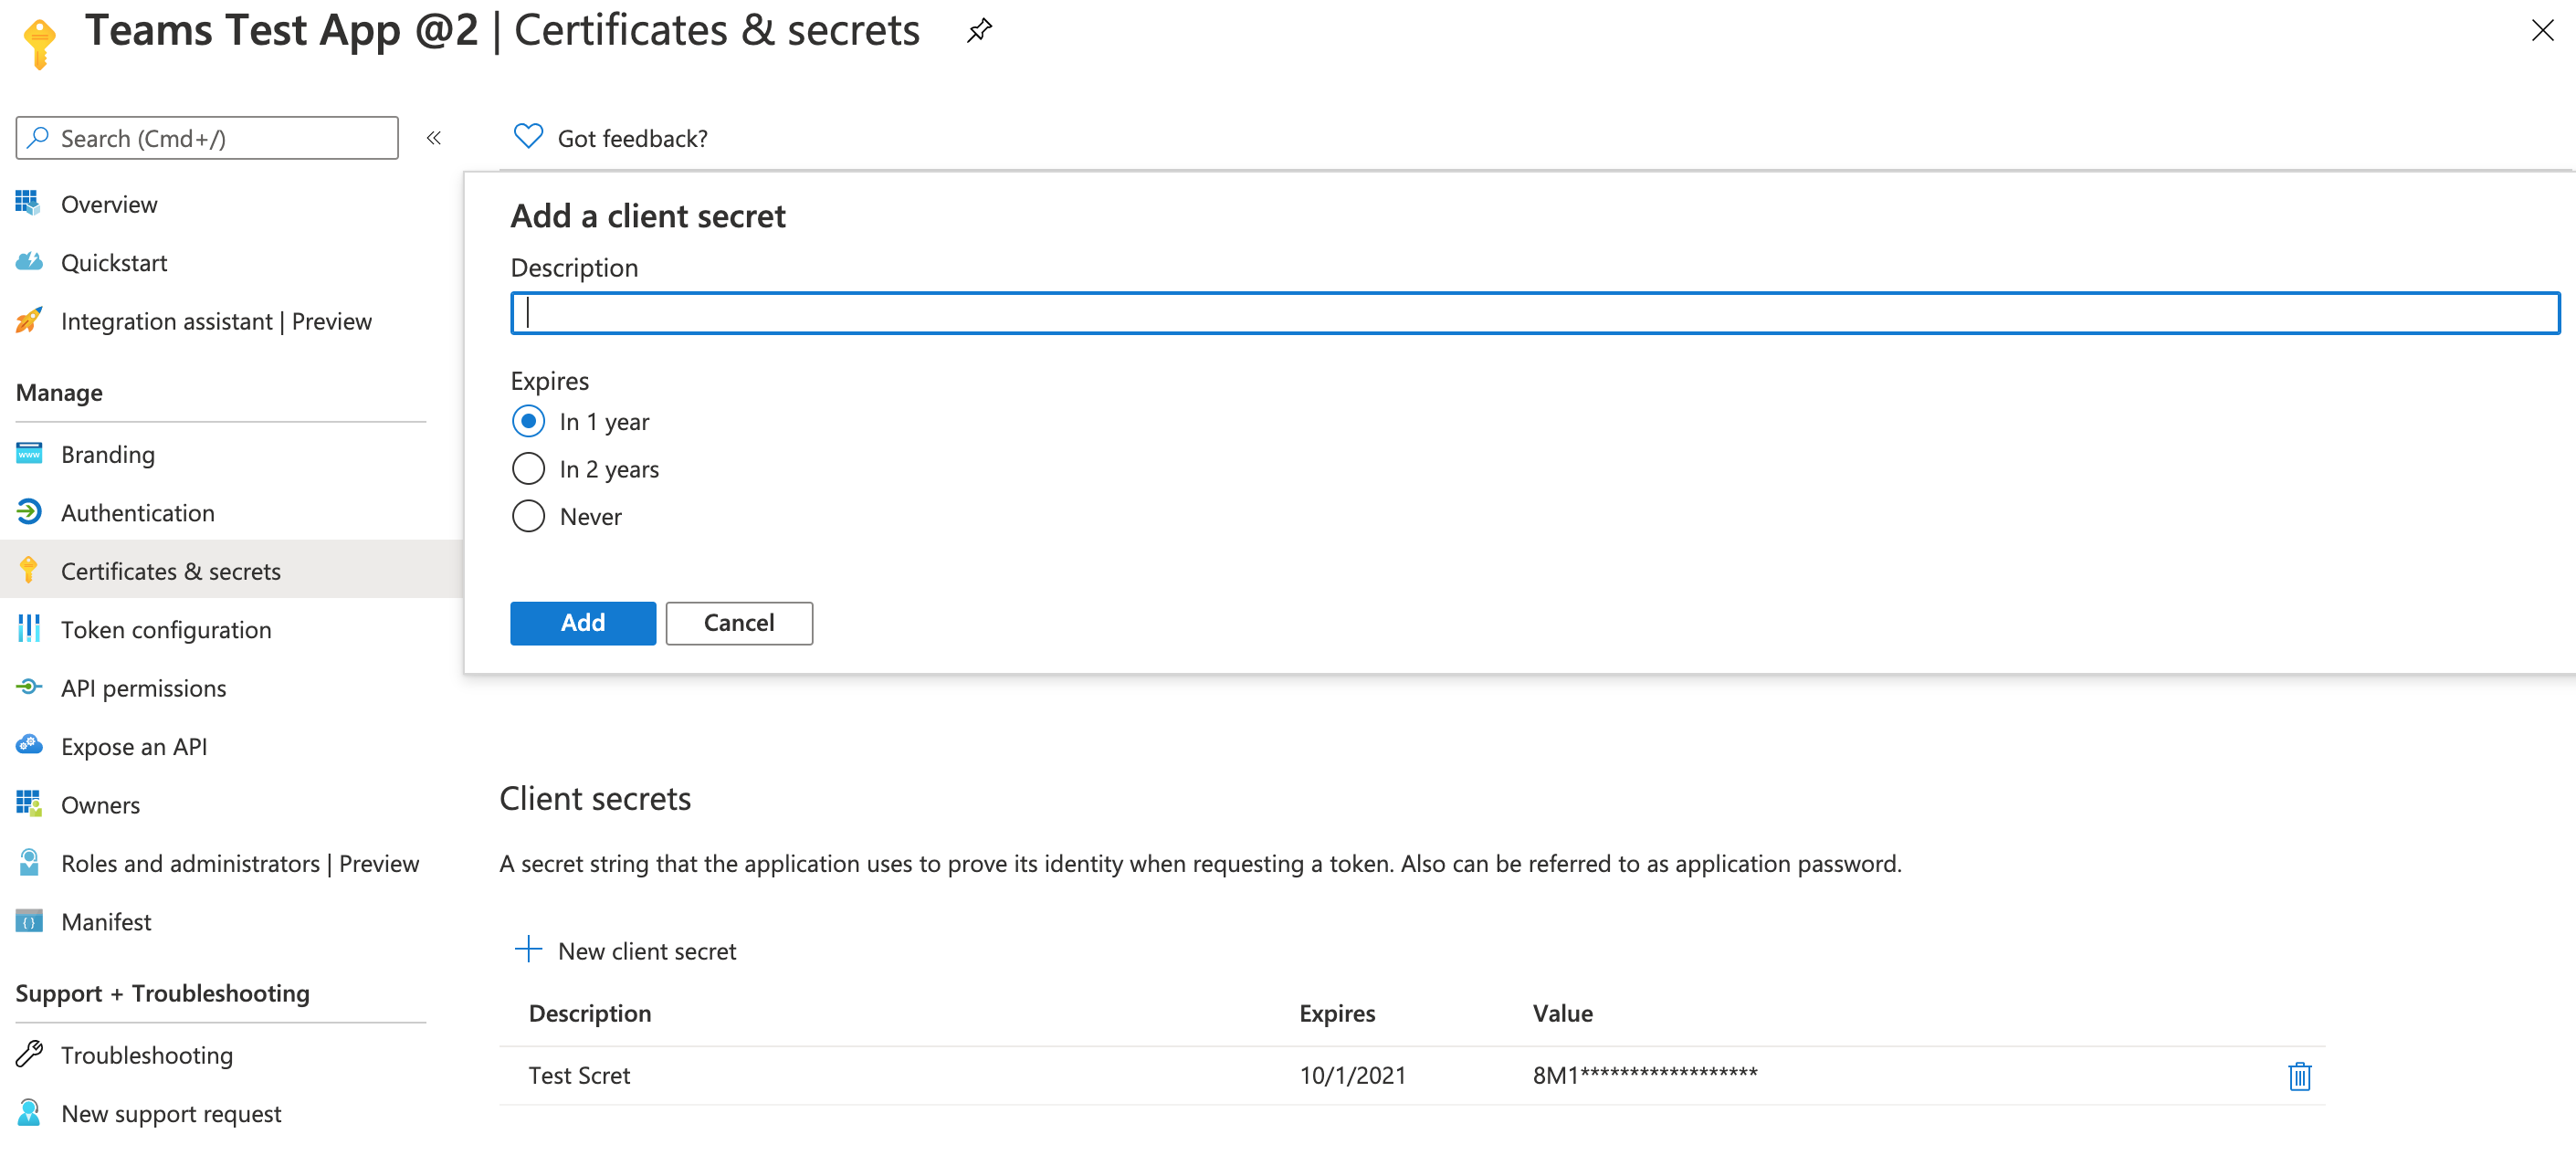 Teams Test App @2 | Certificates & secrets
Search (Cmd+/)
Overview
Quickstart
Integration assistant | Preview
Manage
Branding
Authentication
Certificates & secrets
Token configuration
API permissions
Expose an API
Owners
Roles and administrators | Preview
Manifest
Support + Troubleshooting
Troubleshooting
New support request
Got feedback?
Add a client secret
Description
Expires
In 1 year
In 2 years
Never
Add Cancel
Client secrets
A secret string that the application uses to prove its identity when requesting a token. Also can be referred to as application password.
New client secret
Description Expires Value
Test Scret 10/1/2021 8M1******************